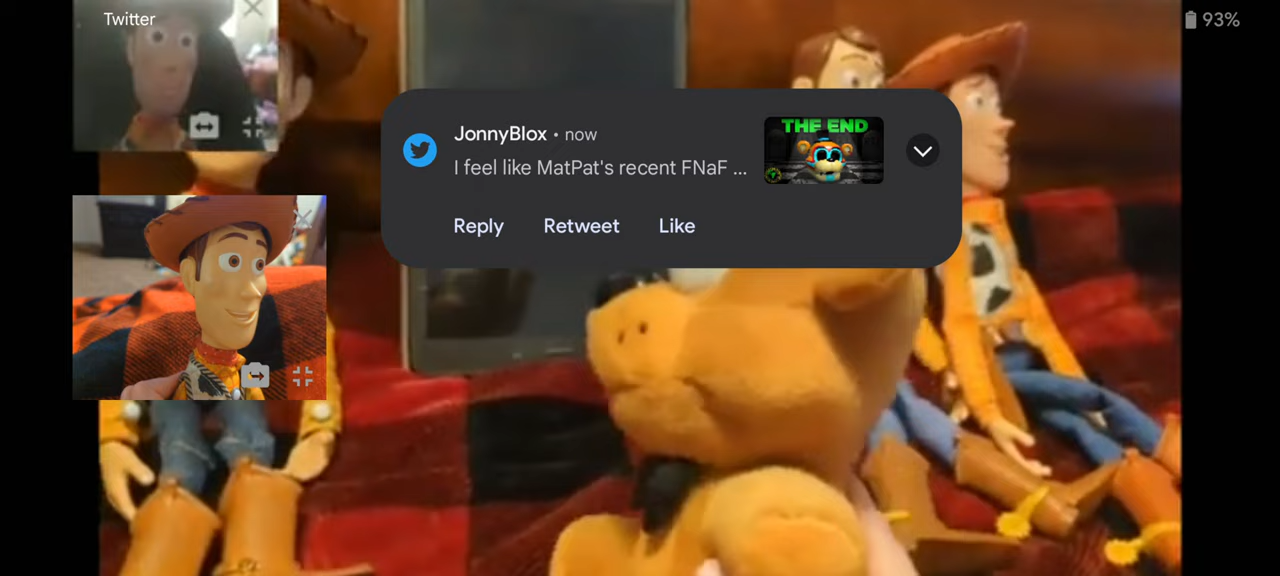 Twitter
93%
JonnyBlox • now
I feel like MatPat's recent FNaF ...
THE END
Reply Retweet Like